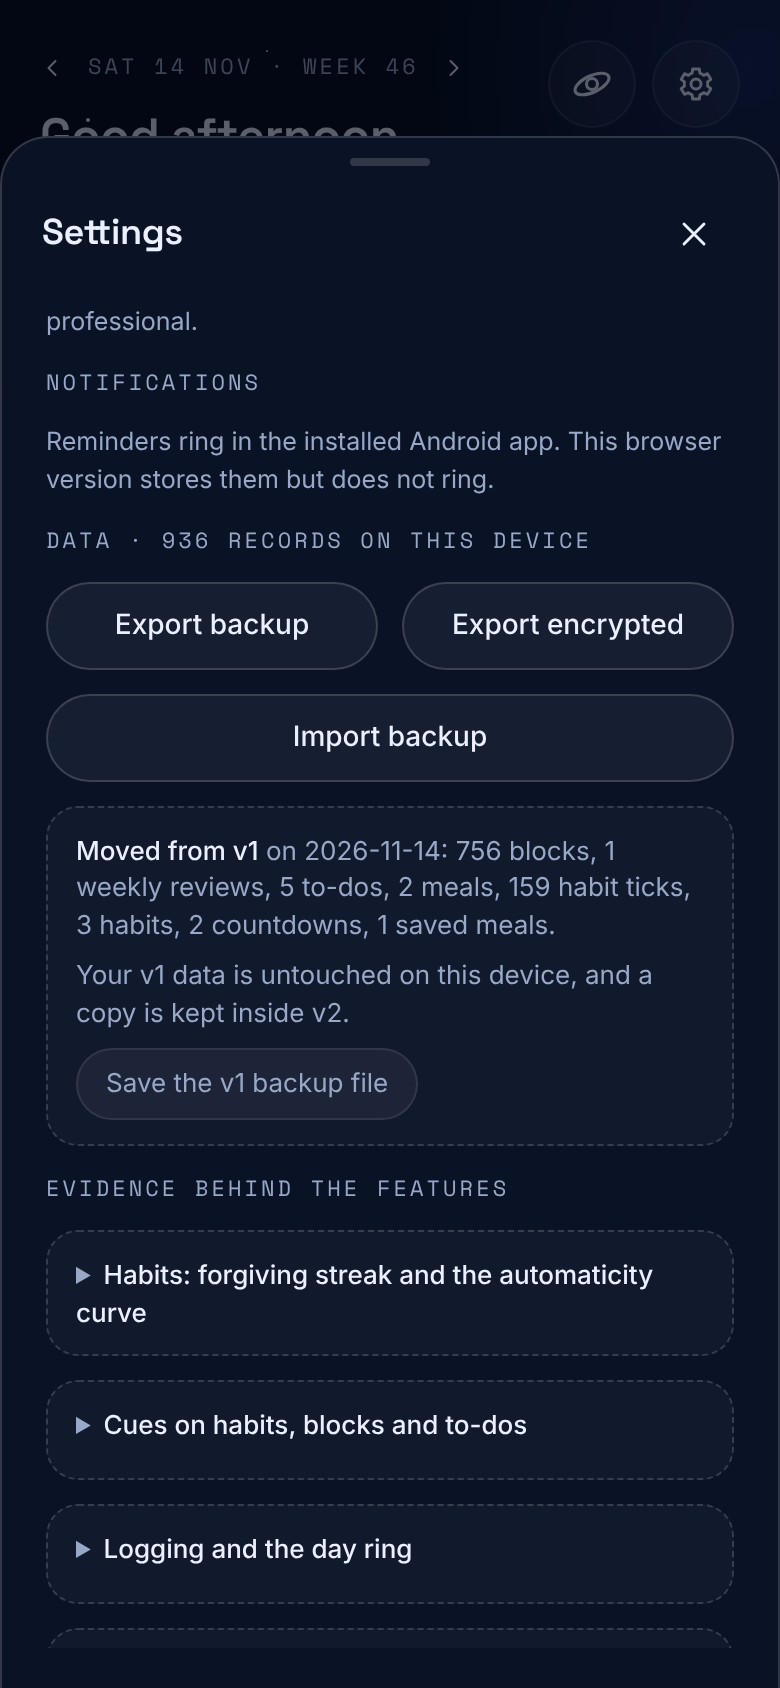 SAT 14 NOV · WEEK 46
Good afternoon
Settings
professional.
NOTIFICATIONS
Reminders ring in the installed Android app. This browser
version stores them but does not ring.
DATA · 936 RECORDS ON THIS DEVICE
Export backup
Export encrypted
Import backup
Moved from v1 on 2026-11-14: 756 blocks, 1
weekly reviews, 5 to-dos, 2 meals, 159 habit ticks,
3 habits, 2 countdowns, 1 saved meals.
Your v1 data is untouched on this device, and a
copy is kept inside v2.
Save the v1 backup file
EVIDENCE BEHIND THE FEATURES
Habits: forgiving streak and the automaticity
curve
Cues on habits, blocks and to-dos
Logging and the day ring